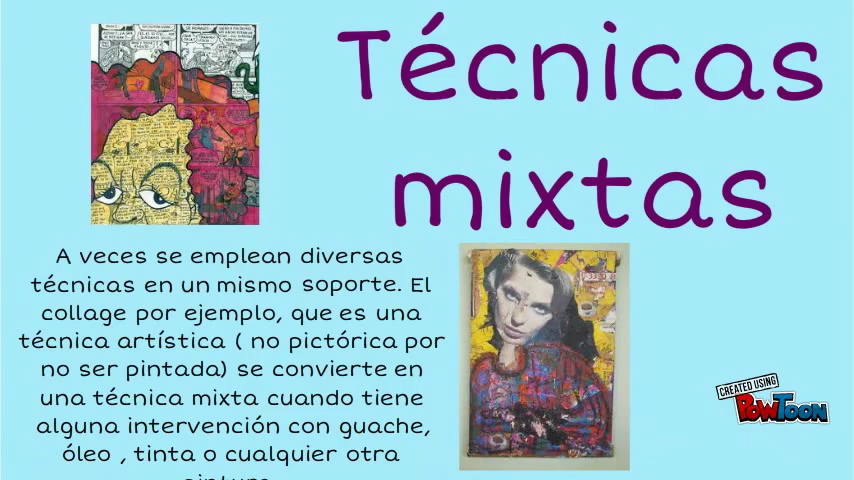 Técnicas
mixtas
A veces se emplean diversas
técnicas en un mismo soporte. El
collage por ejemplo, que es una
técnica artística ( no pictórica por
no ser pintada) se convierte en
una técnica mixta cuando tiene
alguna intervención con guache,
óleo , tinta o cualquier otra
CREATED USING
POWTOON